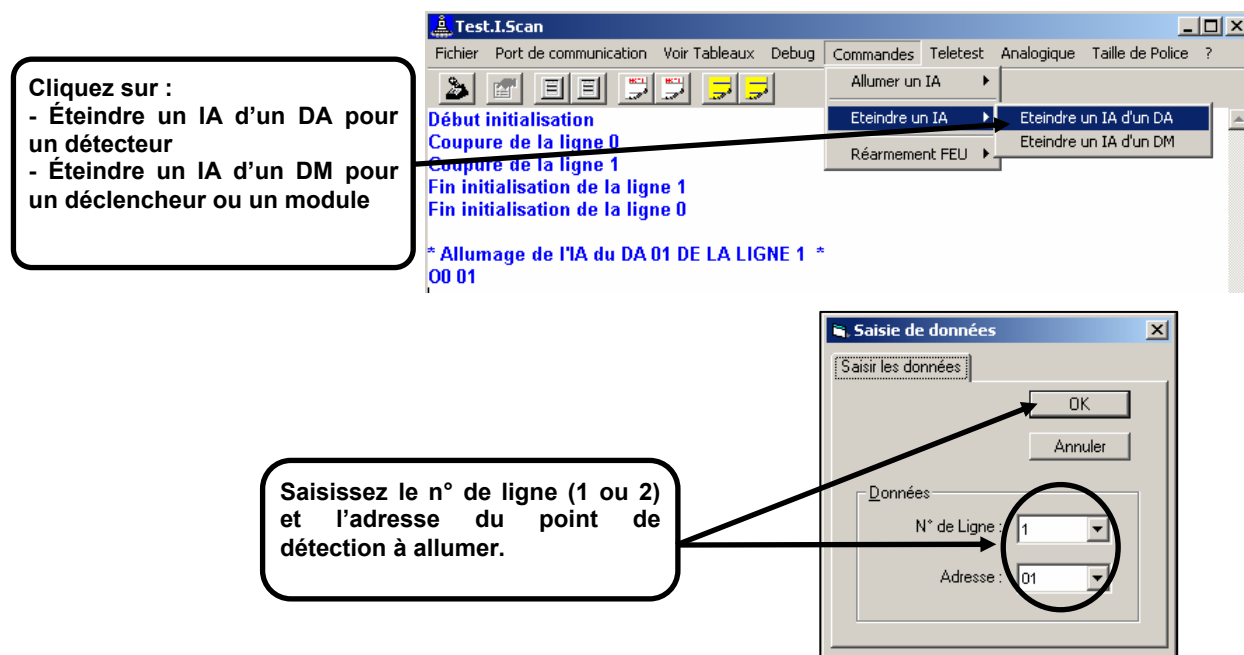 Test.I.Scan
Fichier Port de communication Voir Tableaux Debug Commandes Teletest Analogique Taille de Police ?
Cliquez sur :
- Éteindre un IA d'un DA pour
un détecteur
- Éteindre un IA d'un DM pour
un déclencheur ou un module
Allumer un IA
Eteindre un IA
Réarmement FEU
Eteindre un IA d'un DA
Eteindre un IA d'un DM
Début initialisation
Coupure de la ligne 0
Coupure de la ligne 1
Fin initialisation de la ligne 1
Fin initialisation de la ligne 0
* Allumage de l'IA du DA 01 DE LA LIGNE 1 *
O0 01
Saisie de données
Saisir les données
OK
Annuler
Saisissez le n° de ligne (1 ou 2)
et l'adresse du point de
détection à allumer.
Données
N° de Ligne : 1
Adresse : 01